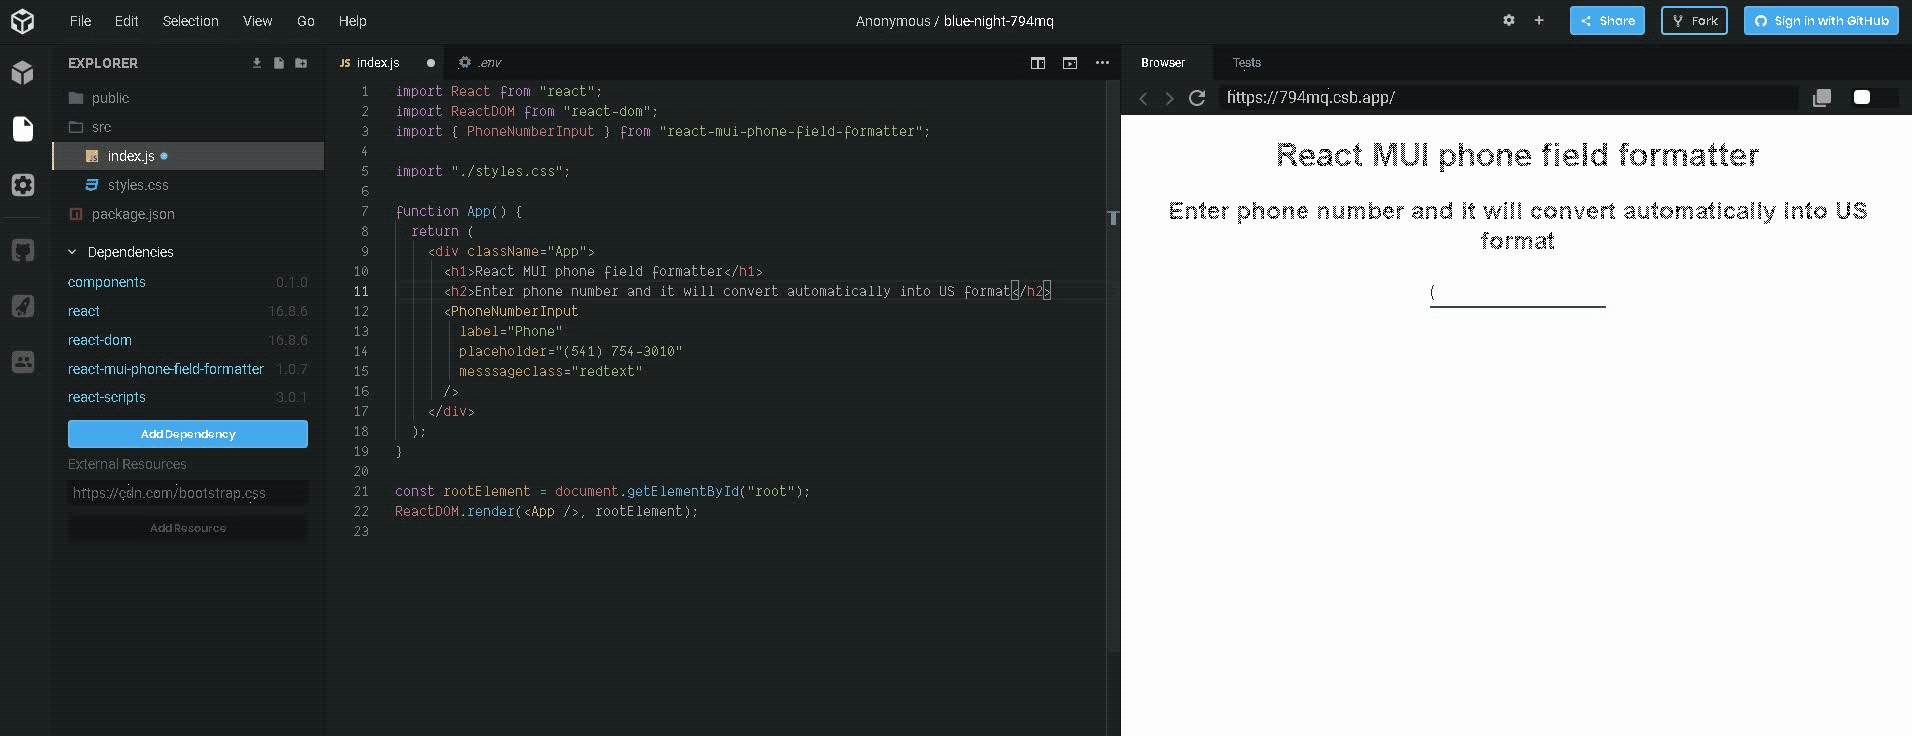 File Edit Selection View Go Help
Anonymous / blue-night-794mq
Share
Fork
Sign in with GitHub
EXPLORER
public
src
JS index.js
styles.css
package.json
Dependencies
components 0.1.0
react 16.8.6
react-dom 16.8.6
react-mui-phone-field-formatter 1.0.7
react-scripts 3.0.1
Add Dependency
External Resources
https://cdn.com/bootstrap.css
Add Resource
JS index.js
.env
1 import React from "react";
2 import ReactDOM from "react-dom";
3 import { PhoneNumberInput } from "react-mui-phone-field-formatter";
4
5 import "./styles.css";
6
7 function App() {
8 return (
9 <div className="App">
10 <h1>React MUI phone field formatter</h1>
11 <h2>Enter phone number and it will convert automatically into US format</h2>
12 <PhoneNumberInput
13 label="Phone"
14 placeholder="(541) 754-3010"
15 messsageclass="redtext"
16 />
17 </div>
18 );
19 }
20
21 const rootElement = document.getElementById("root");
22 ReactDOM.render(<App />, rootElement);
23
Browser Tests
https://794mq.csb.app/
React MUI phone field formatter
Enter phone number and it will convert automatically into US
format
(